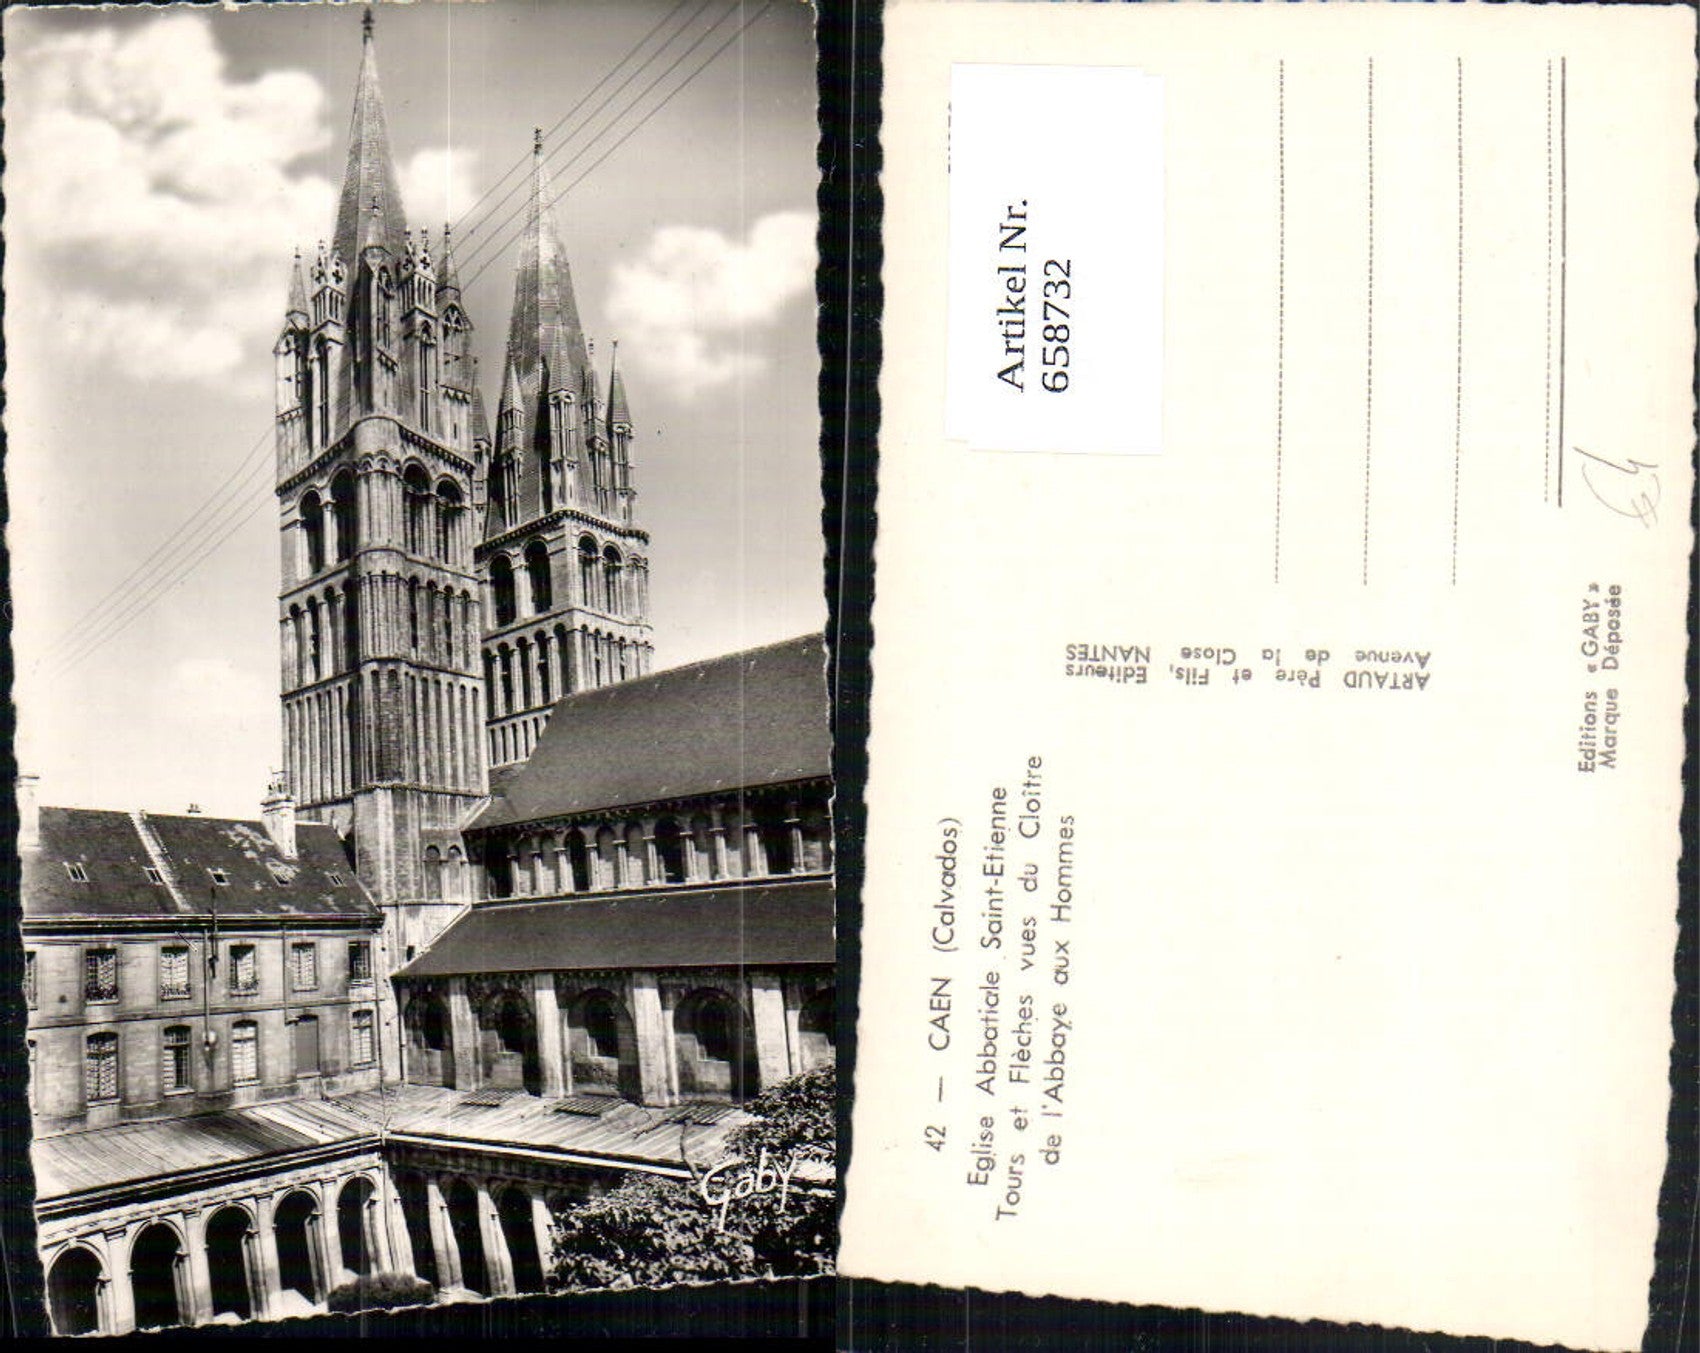 Gaby
Artikel Nr.
6587732
42 — CAEN (Calvados)
Eglise Abbatiale Saint-Etienne
Tours et Flèches vues du Cloître
de l'Abbaye aux Hommes
ARTAUD Père et Fils, Editeurs
Avenue de la Close, NANTES
Editions «GABY»
Marque Déposée